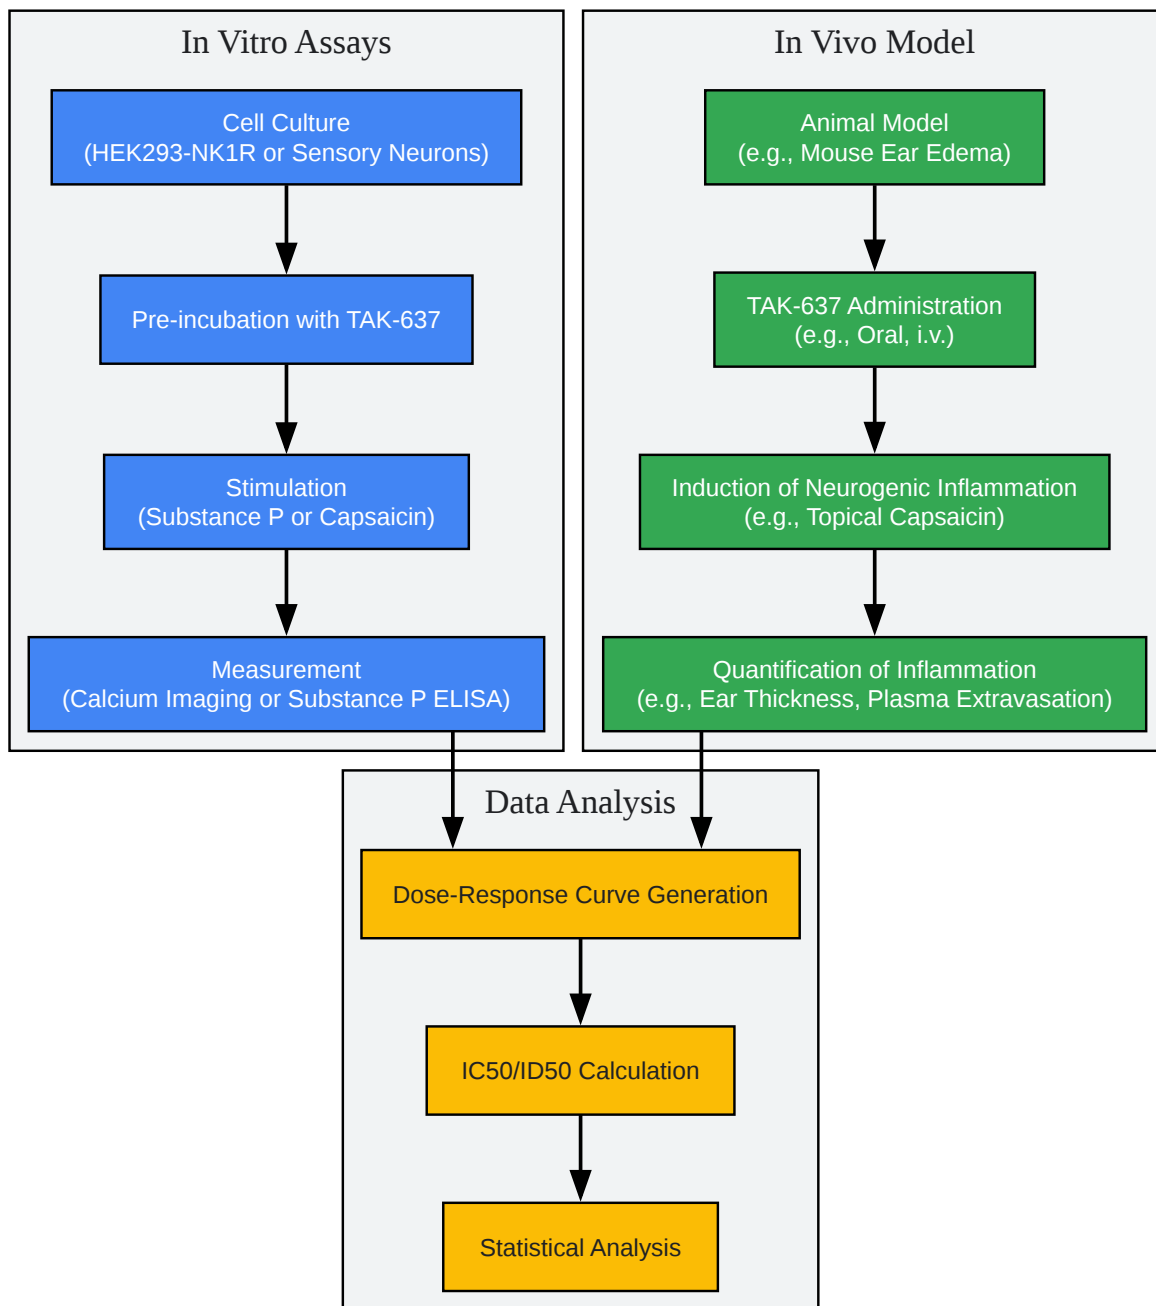 In Vitro Assays
Cell Culture
(HEK293-NK1R or Sensory Neurons)
Pre-incubation with TAK-637
Stimulation
(Substance P or Capsaicin)
Measurement
(Calcium Imaging or Substance P ELISA)
In Vivo Model
Animal Model
(e.g., Mouse Ear Edema)
TAK-637 Administration
(e.g., Oral, i.v.)
Induction of Neurogenic Inflammation
(e.g., Topical Capsaicin)
Quantification of Inflammation
(e.g., Ear Thickness, Plasma Extravasation)
Data Analysis
Dose-Response Curve Generation
IC50/ID50 Calculation
Statistical Analysis